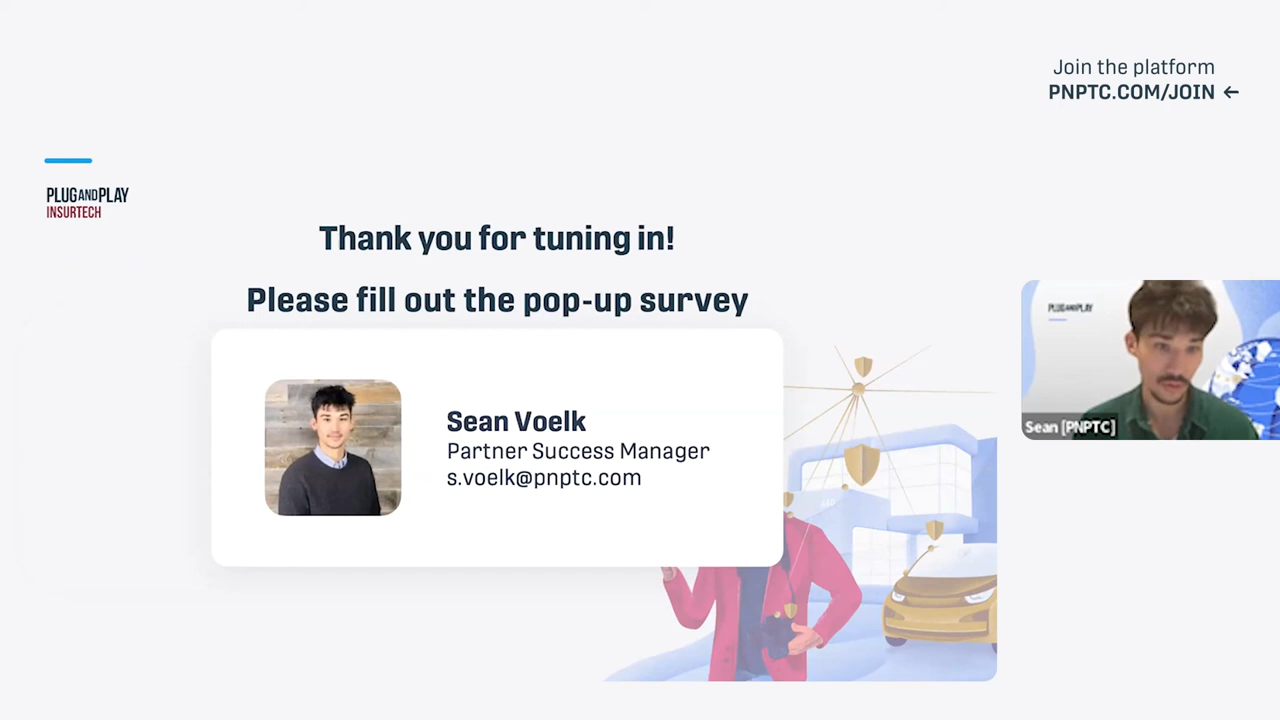 Join the platform
PNPTC.COM/JOIN ←
PLUGANDPLAY
INSURTECH
Thank you for tuning in!
Please fill out the pop-up survey
Sean Voelk
Partner Success Manager
s.voelk@pnptc.com
PLUGANDPLAY
Sean [PNPTC]